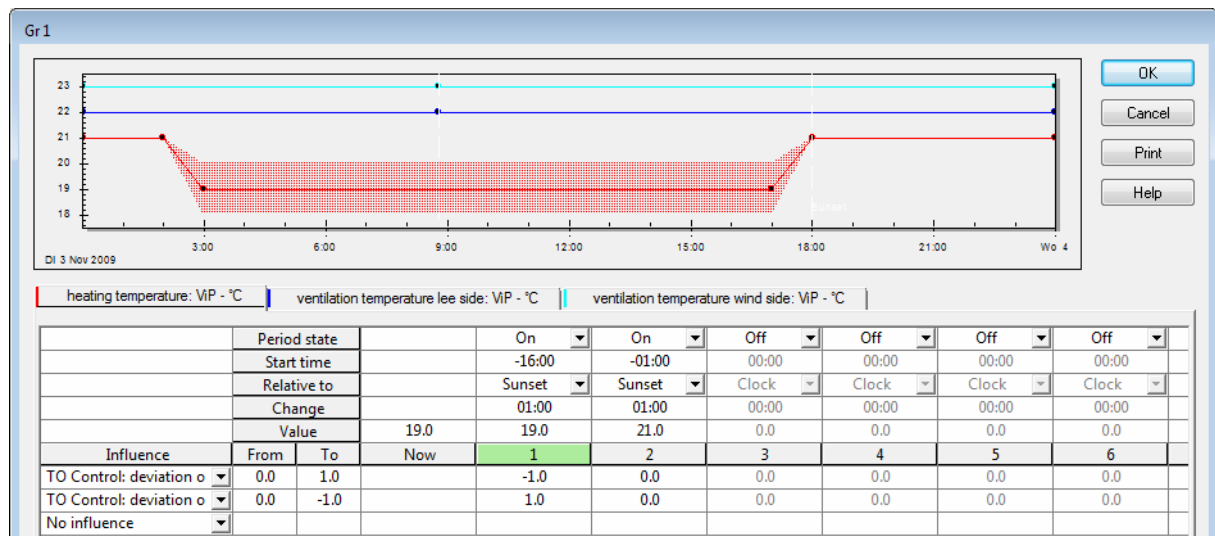 Gr 1
23
22
21
20
19
18
3:00 6:00 9:00 12:00 15:00 18:00 21:00 Wo 4
DI 3 Nov 2009
Sunset
OK
Cancel
Print
Help
heating temperature: ViP - °C ventilation temperature lee side: ViP - °C ventilation temperature wind side: ViP - °C
Period state On On Off Off Off Off
Start time -16:00 -01:00 00:00 00:00 00:00 00:00
Relative to Sunset Sunset Clock Clock Clock Clock
Change 01:00 01:00 00:00 00:00 00:00 00:00
Value 19.0 19.0 21.0 0.0 0.0 0.0 0.0
Influence From To Now 1 2 3 4 5 6
TO Control: deviation o 0.0 1.0 -1.0 0.0 0.0 0.0 0.0 0.0
TO Control: deviation o 0.0 -1.0 1.0 0.0 0.0 0.0 0.0 0.0
No influence